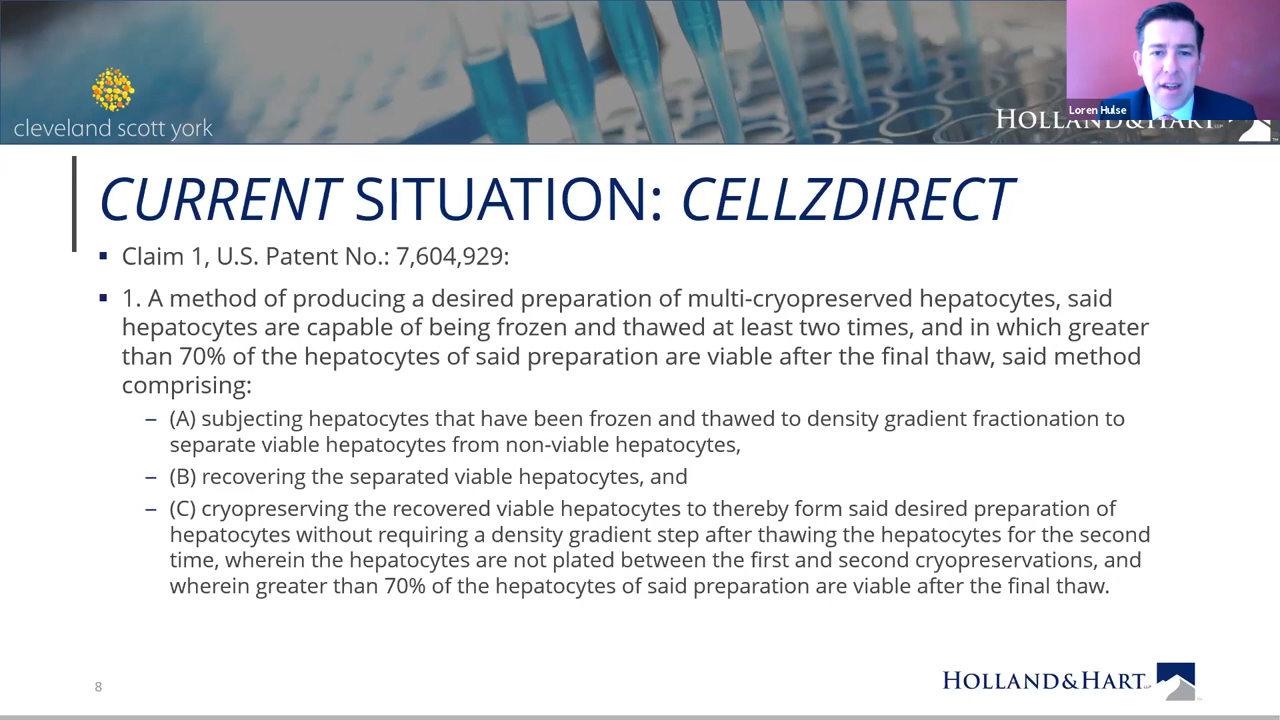 Loren Hulse
cleveland scott york
HOLLAND&HART
CURRENT SITUATION: CELLZDIRECT
▪ Claim 1, U.S. Patent No.: 7,604,929:
▪ 1. A method of producing a desired preparation of multi-cryopreserved hepatocytes, said
hepatocytes are capable of being frozen and thawed at least two times, and in which greater
than 70% of the hepatocytes of said preparation are viable after the final thaw, said method
comprising:
– (A) subjecting hepatocytes that have been frozen and thawed to density gradient fractionation to
separate viable hepatocytes from non-viable hepatocytes,
– (B) recovering the separated viable hepatocytes, and
– (C) cryopreserving the recovered viable hepatocytes to thereby form said desired preparation of
hepatocytes without requiring a density gradient step after thawing the hepatocytes for the second
time, wherein the hepatocytes are not plated between the first and second cryopreservations, and
wherein greater than 70% of the hepatocytes of said preparation are viable after the final thaw.
8
HOLLAND&HART